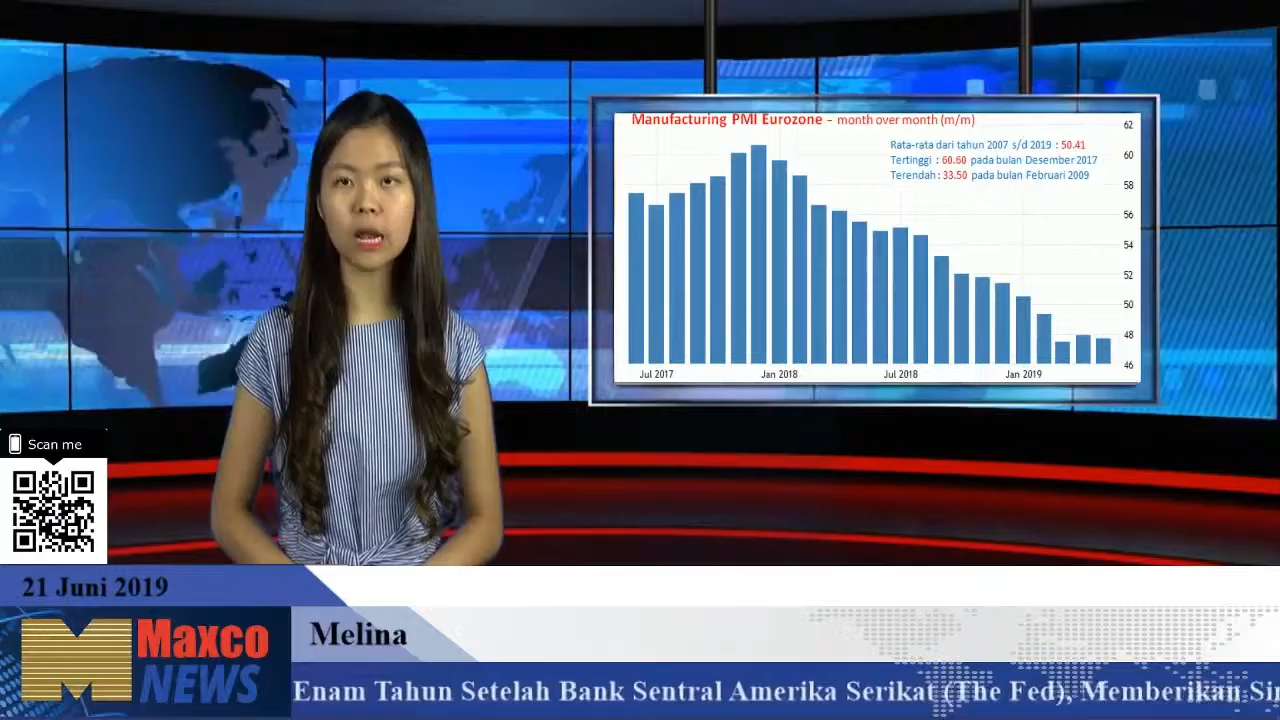 Manufacturing PMI Eurozone - month over month (m/m)
Rata-rata dari tahun 2007 s/d 2019 : 50.41
Tertinggi : 60.60 pada bulan Desember 2017
Terendah : 33.50 pada bulan Februari 2009
62
60
58
56
54
52
50
48
46
Jul 2017
Jan 2018
Jul 2018
Jan 2019
Scan me
21 Juni 2019
Maxco
NEWS
Melina
Enam Tahun Setelah Bank Sentral Amerika Serikat (The Fed), Memberikan